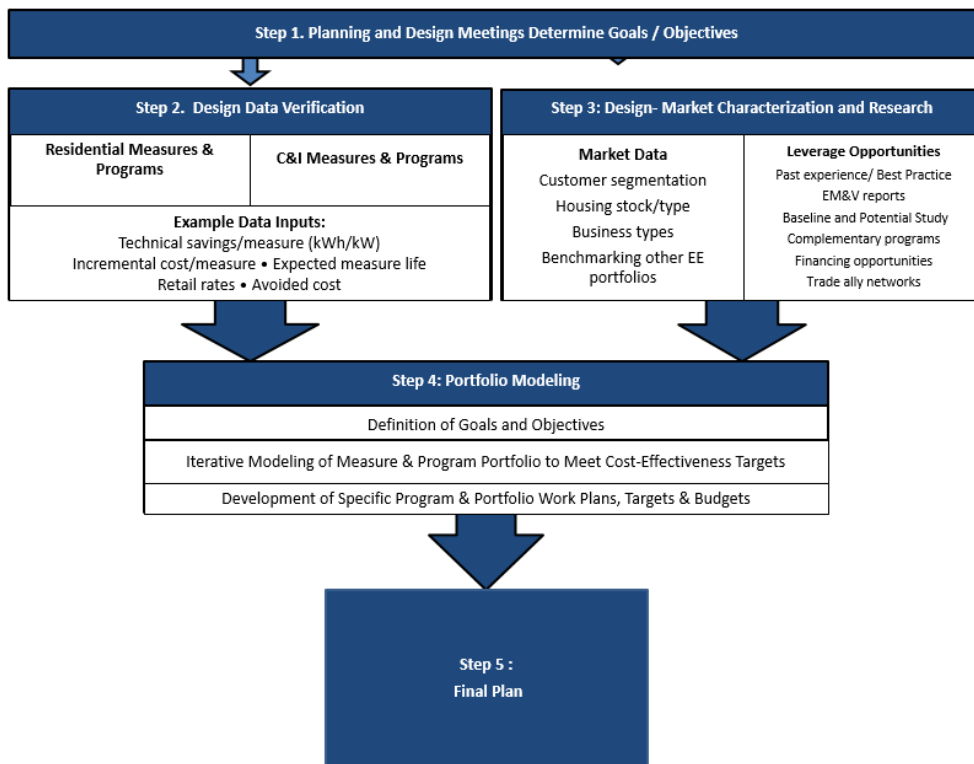 Step 1. Planning and Design Meetings Determine Goals / Objectives
Step 2. Design Data Verification
Residential Measures &
Programs
C&I Measures & Programs
Example Data Inputs:
Technical savings/measure (kWh/kW)
Incremental cost/measure • Expected measure life
Retail rates • Avoided cost
Step 3: Design- Market Characterization and Research
Market Data
Customer segmentation
Housing stock/type
Business types
Benchmarking other EE
portfolios
Leverage Opportunities
Past experience/ Best Practice
EM&V reports
Baseline and Potential Study
Complementary programs
Financing opportunities
Trade ally networks
Step 4: Portfolio Modeling
Definition of Goals and Objectives
Iterative Modeling of Measure & Program Portfolio to Meet Cost-Effectiveness Targets
Development of Specific Program & Portfolio Work Plans, Targets & Budgets
Step 5 :
Final Plan